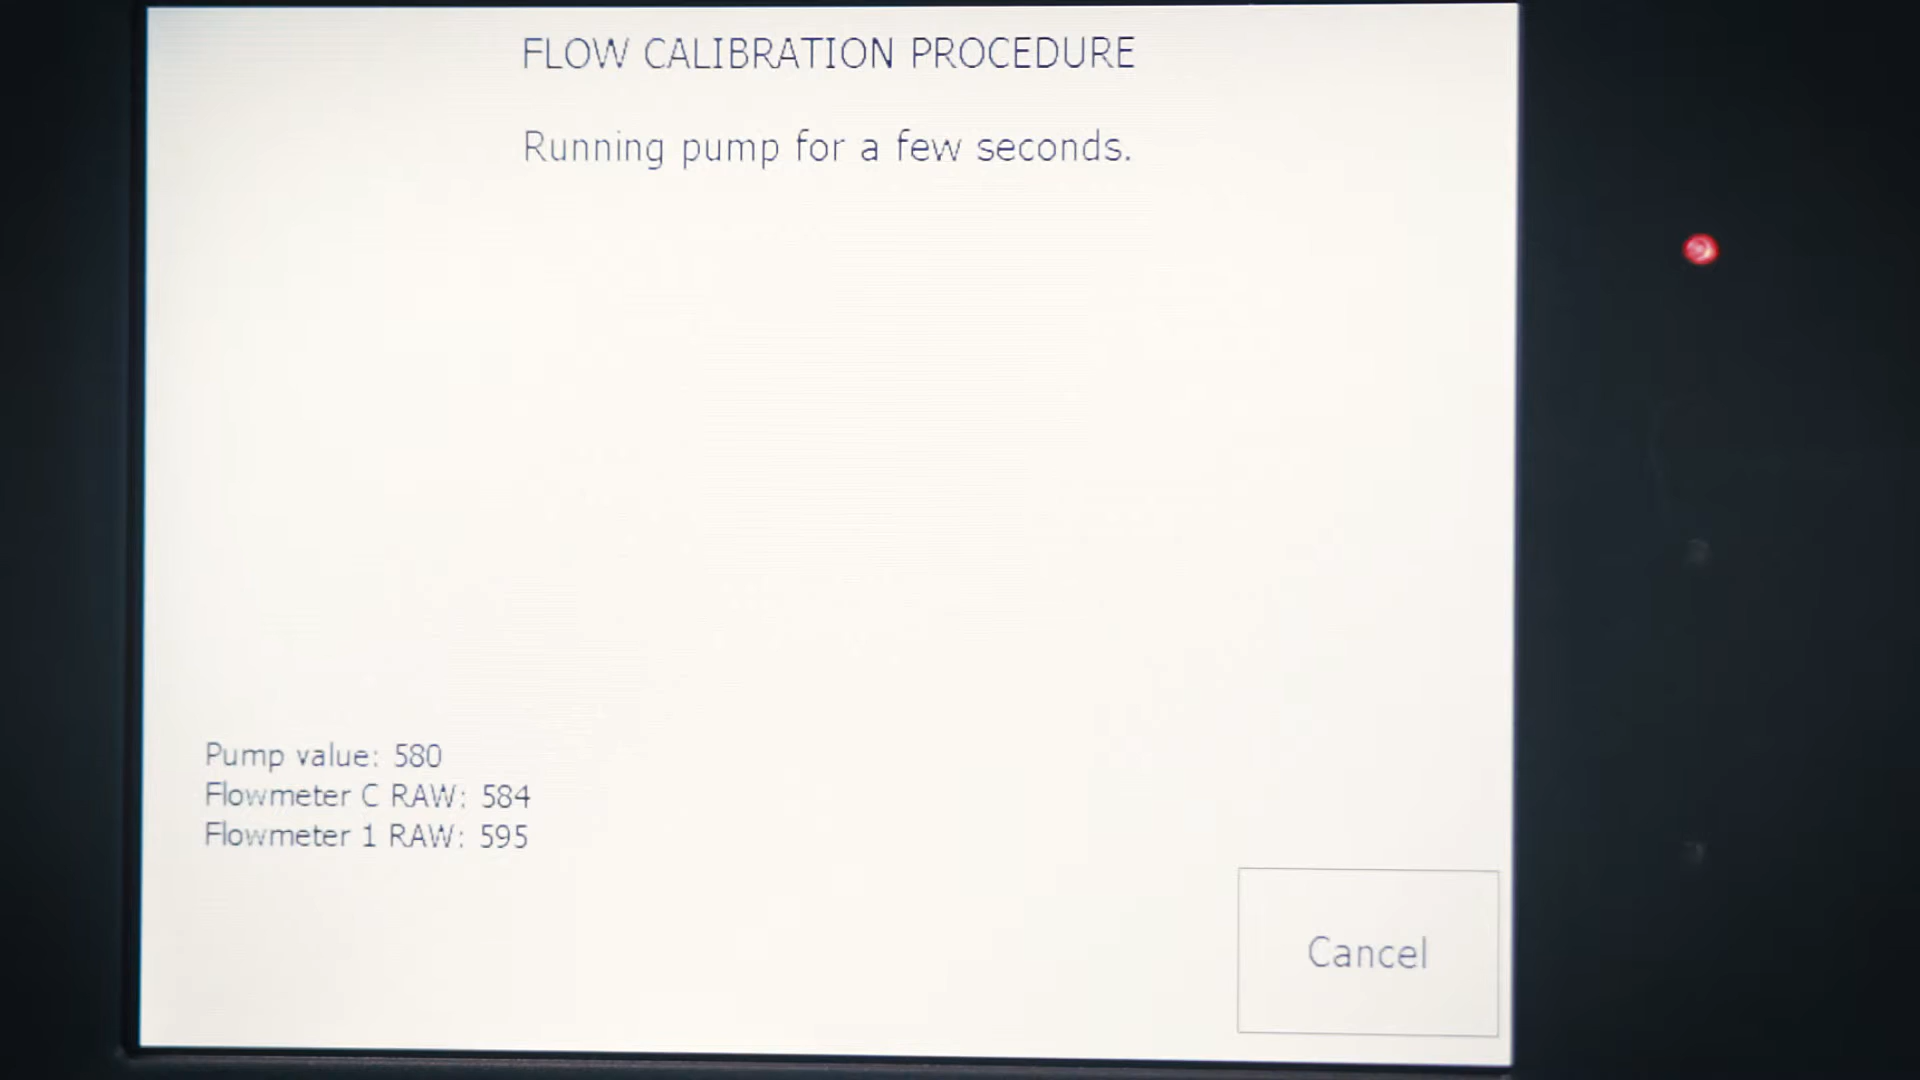 FLOW CALIBRATION PROCEDURE
Running pump for a few seconds.
Pump value: 580
Flowmeter C RAW: 584
Flowmeter 1 RAW: 595
Cancel